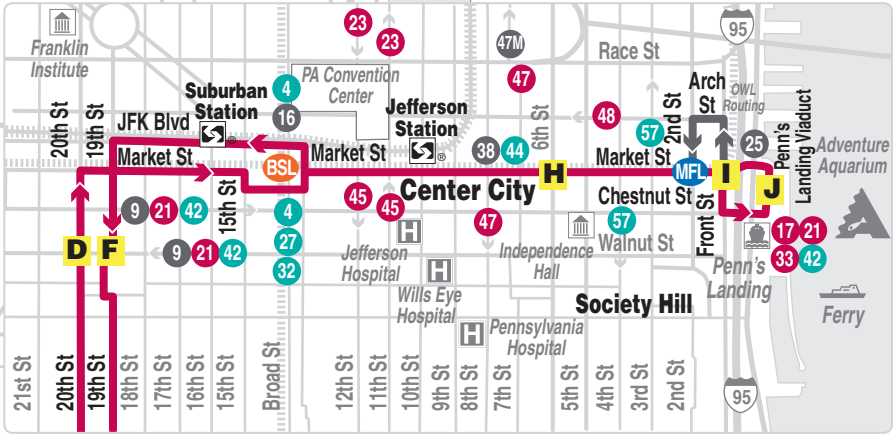 23
23
95
Franklin
Institute
47M
Race St
47
PA Convention
Center
Suburban
Station
4
16
Jefferson
Station
Arch
St
OWL
Routing
20th St
19th St
JFK Blvd
®
®
6th St
48
57
2nd St
25
Penn's
Landing Viaduct
Adventure
Aquarium
Market St
BSL
Market St
38
44
Market St
MFL
I
J
H
Center City
Chestnut St
15th St
45
45
9
21
42
4
47
57
17
21
D
F
Front St
9
21
42
27
32
Jefferson
Hospital
H
Independence
Hall
Walnut St
33
42
Penn's
Landing
Wills Eye
Hospital
H
Society Hill
Ferry
H
Pennsylvania
Hospital
21st St
20th St
19th St
18th St
17th St
16th St
15th St
Broad St
12th St
11th St
10th St
9th St
8th St
7th St
5th St
4th St
3rd St
2nd St
95